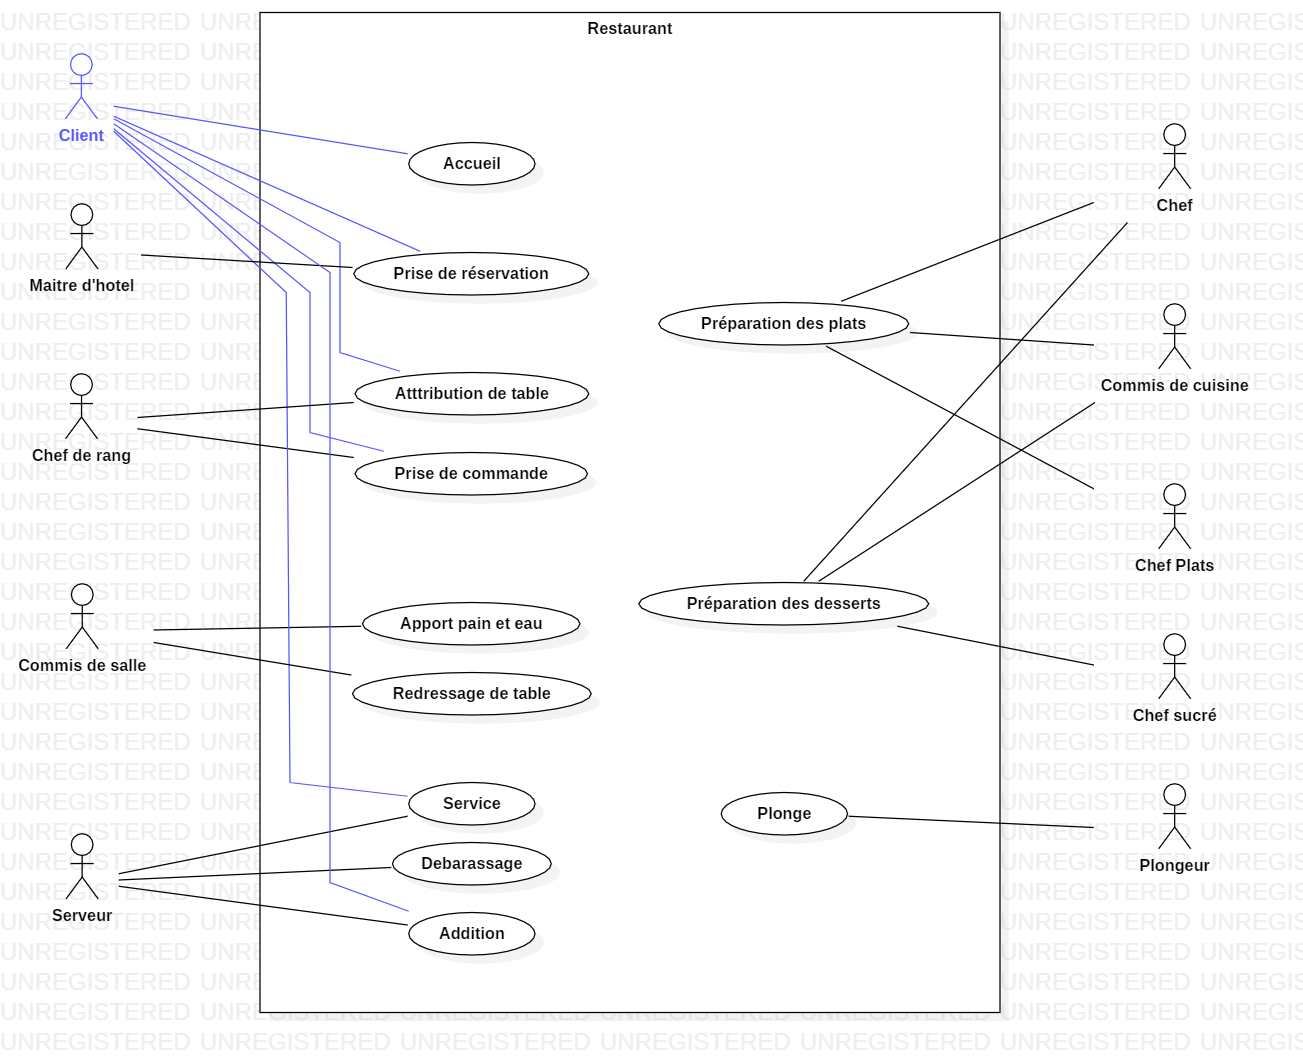 Restaurant
Client
Accueil
Chef
Maitre d'hotel
Prise de réservation
Préparation des plats
Commis de cuisine
Atttribution de table
Chef de rang
Prise de commande
Chef Plats
Apport pain et eau
Préparation des desserts
Commis de salle
Redressage de table
Chef sucré
Service
Plonge
Debarassage
Plongeur
Serveur
Addition
UNREGISTERED